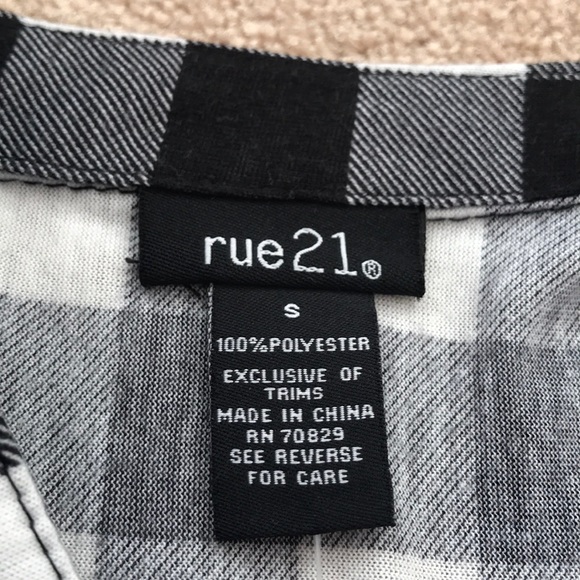 rue21®
S
100%POLYESTER
EXCLUSIVE OF
TRIMS
MADE IN CHINA
RN 70829
SEE REVERSE
FOR CARE